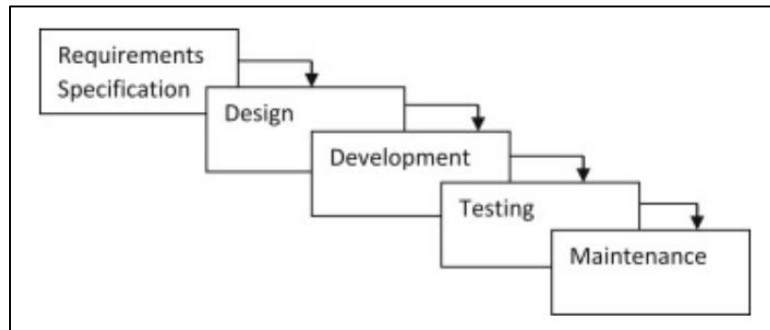 Requirements
Specification
Design
Development
Testing
Maintenance